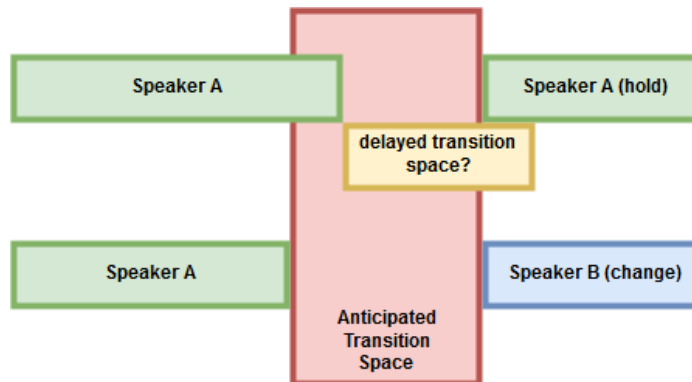 Speaker A
Speaker A (hold)
delayed transition
space?
Speaker A
Speaker B (change)
Anticipated
Transition
Space